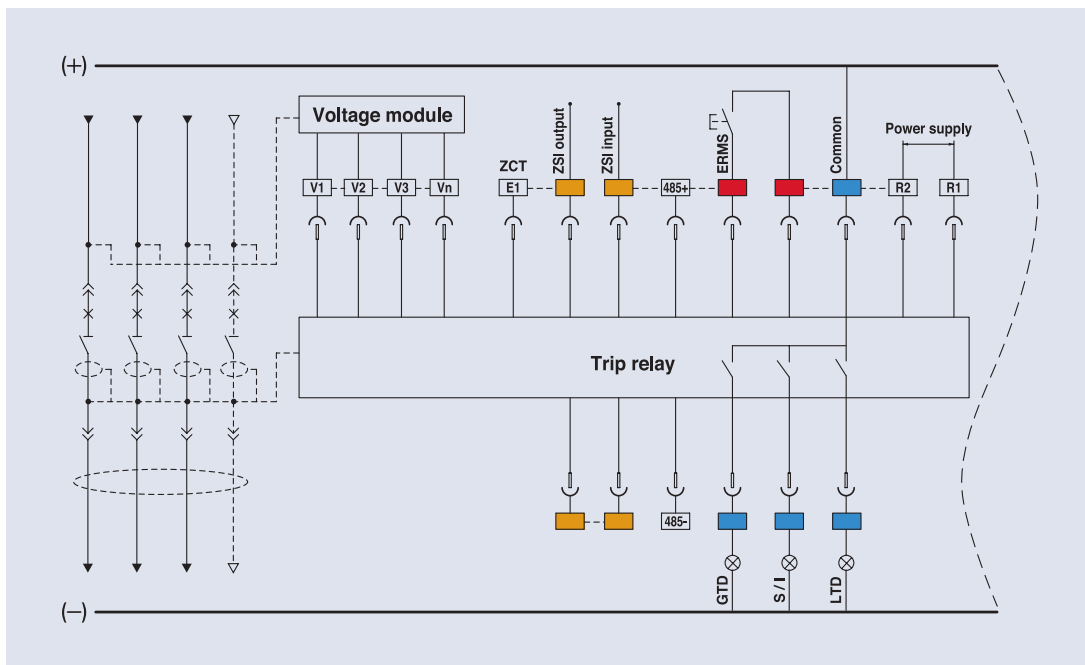 (+)
Voltage module
ZSI output
ZSI input
ERMS
Common
Power supply
ZCT
V1
V2
V3
Vn
E1
485+
R2
R1
Trip relay
485-
GTD
S / I
LTD
(—)